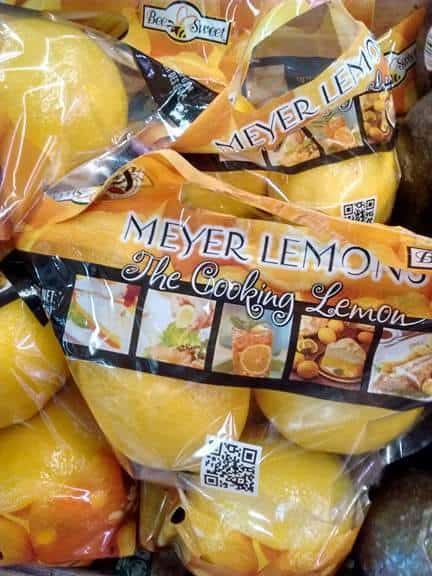 Bee Sweet
MEYER LEMONS
MEYER LEMONS
The Cooking Lemon